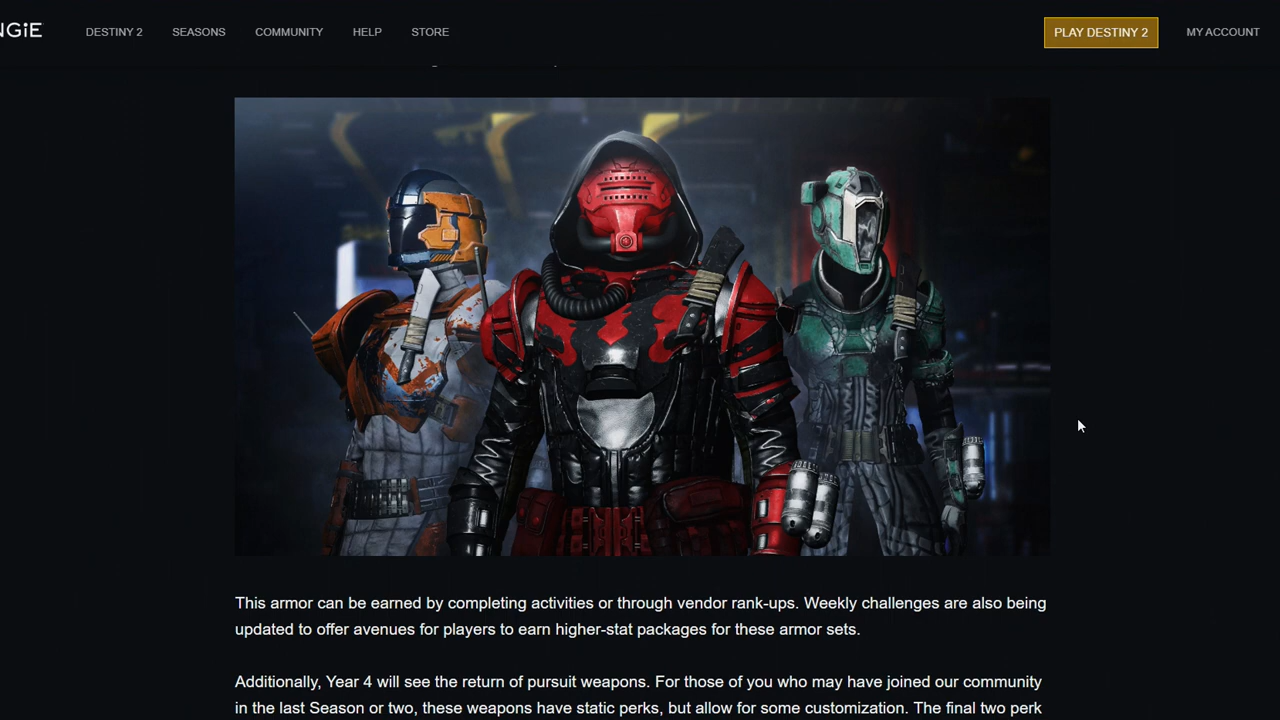 NGiE
DESTINY 2 SEASONS COMMUNITY HELP STORE PLAY DESTINY 2 MY ACCOUNT
This armor can be earned by completing activities or through vendor rank-ups. Weekly challenges are also being
updated to offer avenues for players to earn higher-stat packages for these armor sets.
Additionally, Year 4 will see the return of pursuit weapons. For those of you who may have joined our community
in the last Season or two, these weapons have static perks, but allow for some customization. The final two perk